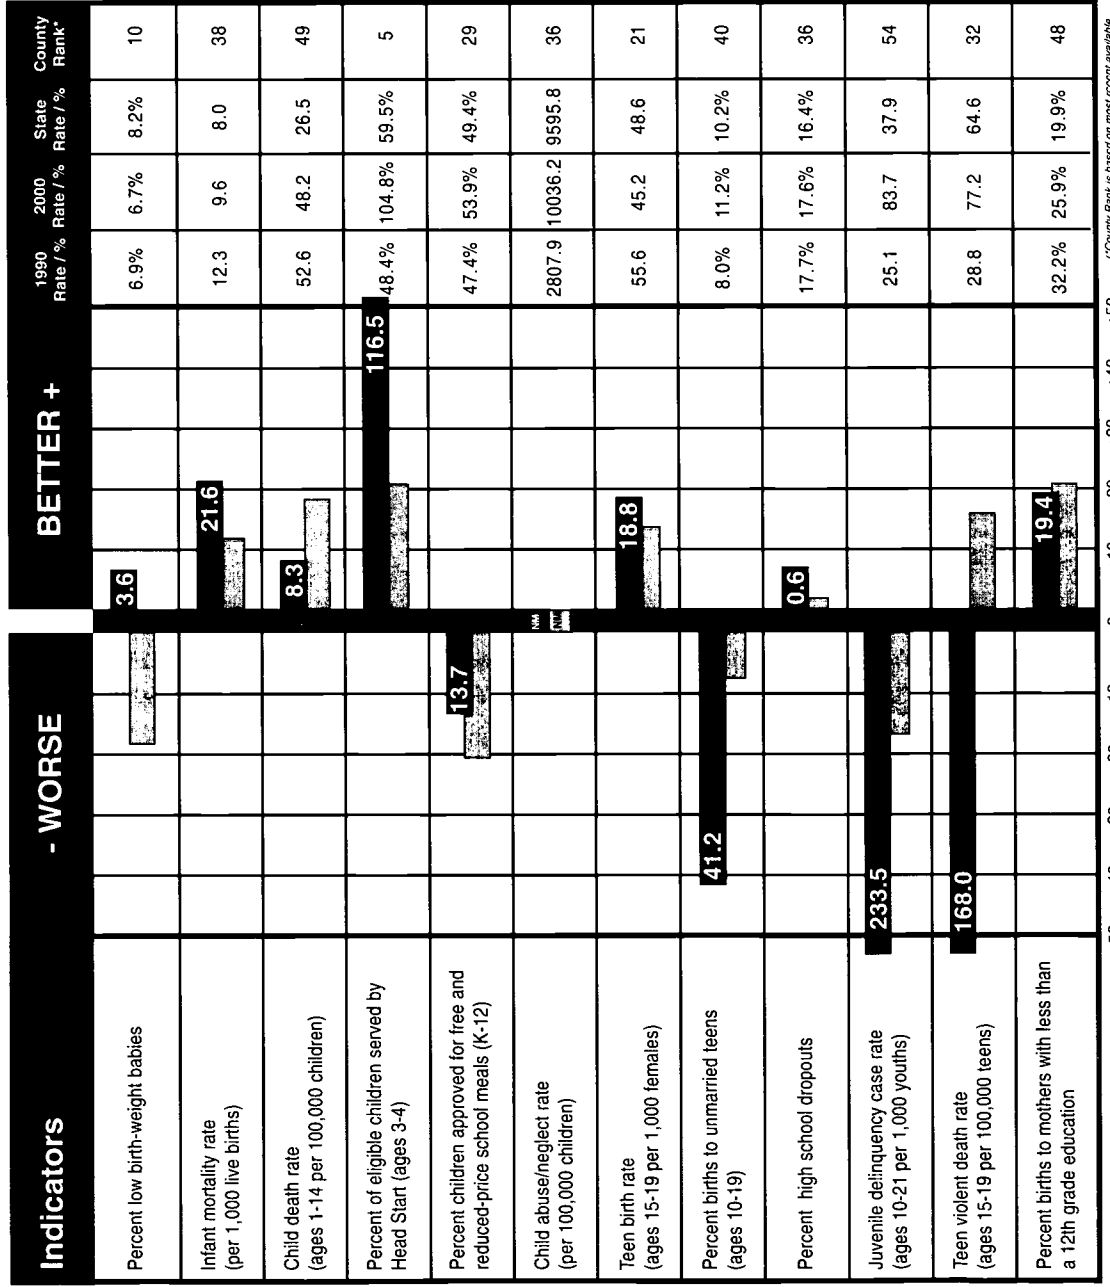 Indicators - WORSE BETTER + 1990 Rate / % 2000 Rate / % State Rate / % County Rank*
Percent low birth-weight babies 3.6 6.9% 6.7% 8.2% 10
Infant mortality rate
(per 1,000 live births) 21.6 12.3 9.6 8.0 38
Child death rate
(ages 1-14 per 100,000 children) 8.3 52.6 48.2 26.5 49
Percent of eligible children served by
Head Start (ages 3-4) 116.5 48.4% 104.8% 59.5% 5
Percent children approved for free and
reduced-price school meals (K-12) 13.7 47.4% 53.9% 49.4% 29
Child abuse/neglect rate
(per 100,000 children) NM NM 2807.9 10036.2 9595.8 36
Teen birth rate
(ages 15-19 per 1,000 females) 18.8 55.6 45.2 48.6 21
Percent births to unmarried teens
(ages 10-19) 41.2 8.0% 11.2% 10.2% 40
Percent high school dropouts 0.6 17.7% 17.6% 16.4% 36
Juvenile delinquency case rate
(ages 10-21 per 1,000 youths) 233.5 25.1 83.7 37.9 54
Teen violent death rate
(ages 15-19 per 100,000 teens) 168.0 28.8 77.2 64.6 32
Percent births to mothers with less than
a 12th grade education 19.4 32.2% 25.9% 19.9% 48
(*County Rank is based on most recent available